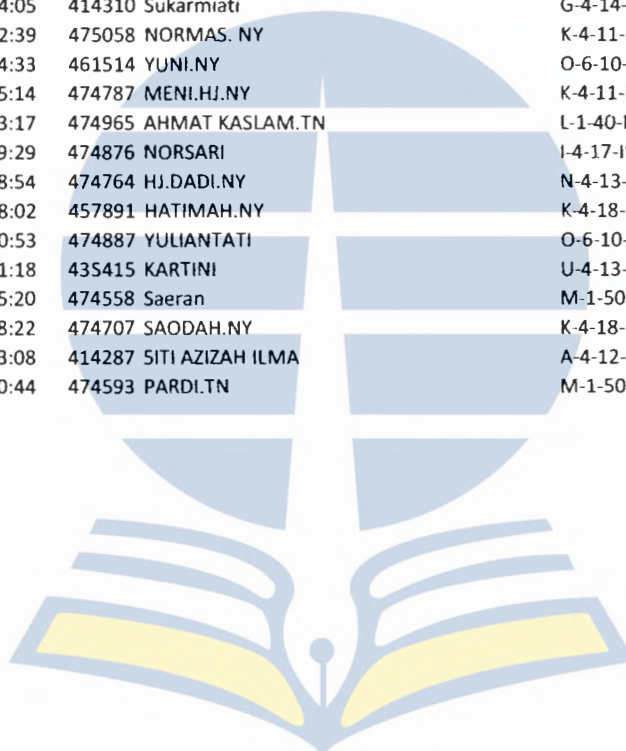 4:05 414310 Sukarmiati G-4-14-
2:39 475058 NORMAS. NY K-4-11-
4:33 461514 YUNI.NY O-6-10-
5:14 474787 MENI.HJ.NY K-4-11-
3:17 474965 AHMAT KASLAM.TN L-1-40-
9:29 474876 NORSARI I-4-17-I
8:54 474764 HJ.DADI.NY N-4-13-
8:02 457891 HATIMAH.NY K-4-18-
0:53 474887 YULIANTATI O-6-10-
1:18 43S415 KARTINI U-4-13-
5:20 474558 Saeran M-1-50
8:22 474707 SAODAH.NY K-4-18-
3:08 414287 5ITI AZIZAH ILMA A-4-12-
0:44 474593 PARDI.TN M-1-50